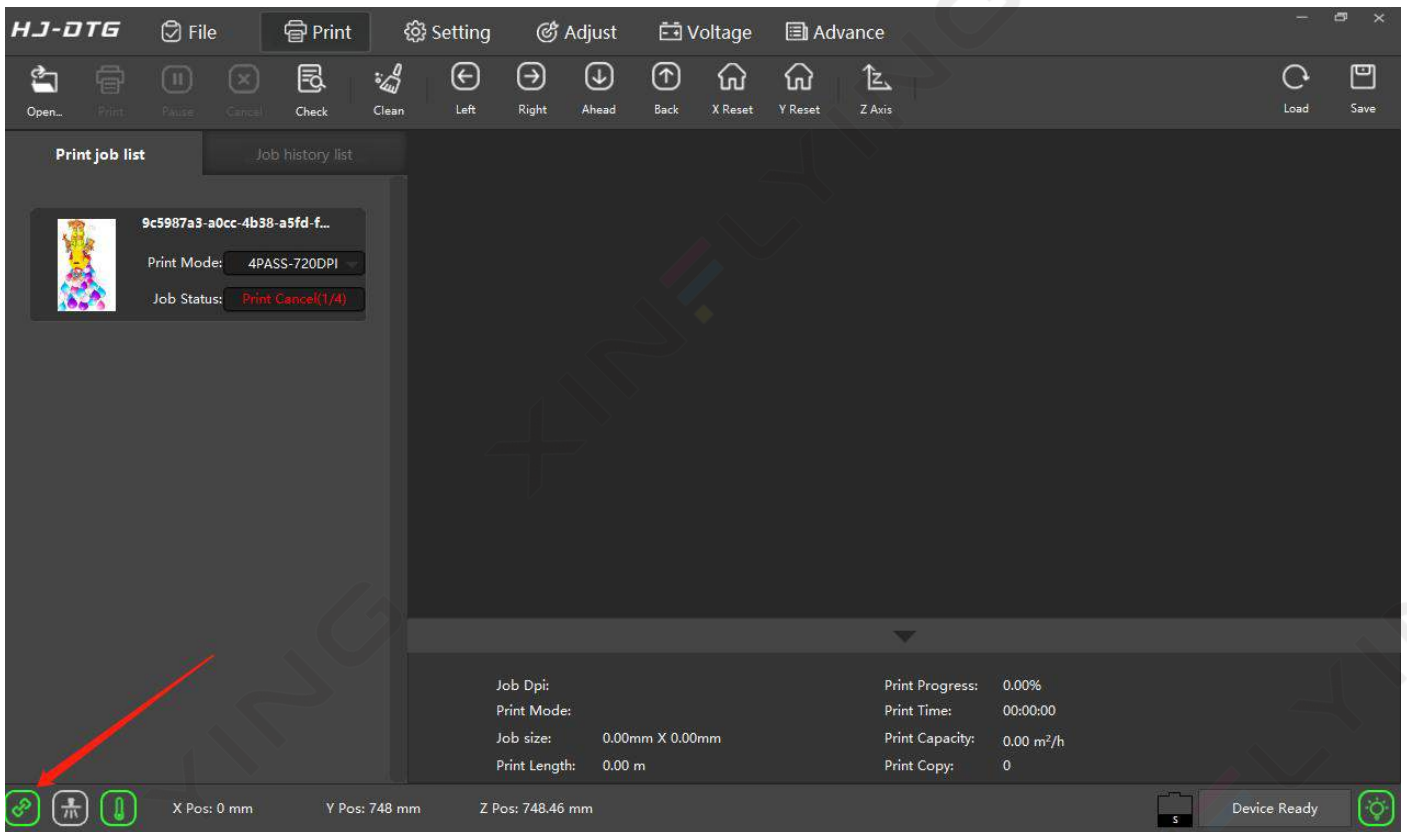 HJ-DTG File Print Setting Adjust Voltage Advance
Open... Print Pause Cancel Check Clean Left Right Ahead Back X Reset Y Reset Z Axis Load Save
Print job list Job history list
9c5987a3-a0cc-4b38-a5fd-f...
Print Mode: 4PASS-720DPI
Job Status: Print Cancel(1/4)
XINFLYING
Job Dpi: Print Progress: 0.00%
Print Mode: Print Time: 00:00:00
Job size: 0.00mm X 0.00mm Print Capacity: 0.00 m²/h
Print Length: 0.00 m Print Copy: 0
X Pos: 0 mm Y Pos: 748 mm Z Pos: 748.46 mm S Device Ready